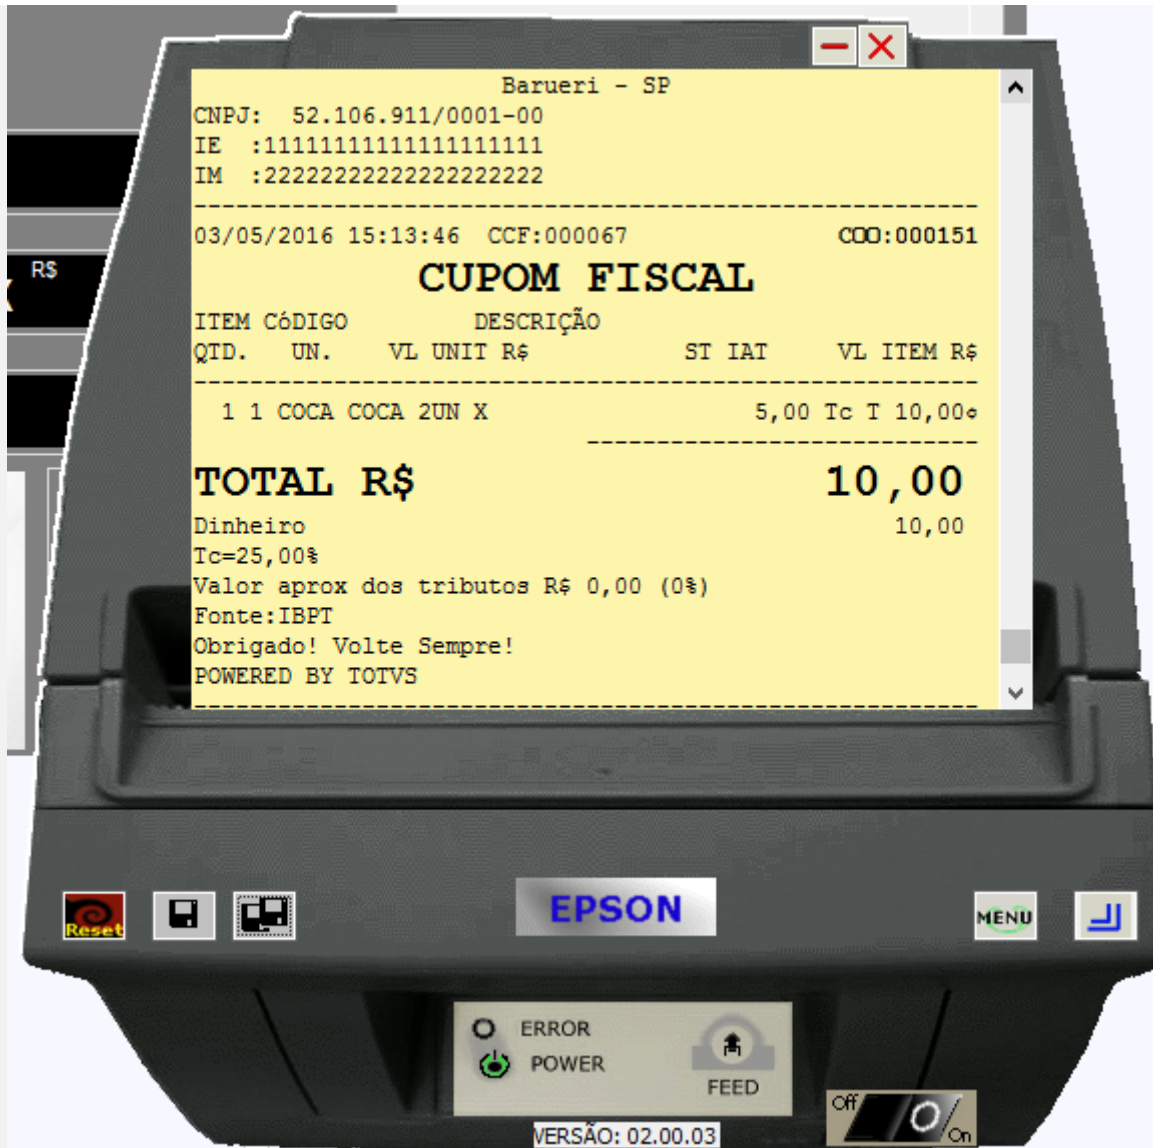 Barueri - SP
CNPJ: 52.106.911/0001-00
IE :11111111111111111111
IM :22222222222222222222
03/05/2016 15:13:46 CCF:000067 COO:000151
CUPOM FISCAL
ITEM CóDIGO DESCRIÇÃO
QTD. UN. VL UNIT R$ ST IAT VL ITEM R$
1 1 COCA COCA 2UN X 5,00 Tc T 10,00¢
TOTAL R$ 10,00
Dinheiro 10,00
Tc=25,00%
Valor aprox dos tributos R$ 0,00 (0%)
Fonte:IBPT
Obrigado! Volte Sempre!
POWERED BY TOTVS
R$
Reset
EPSON
MENU
ERROR
POWER
FEED
Off
On
VERSÃO: 02.00.03